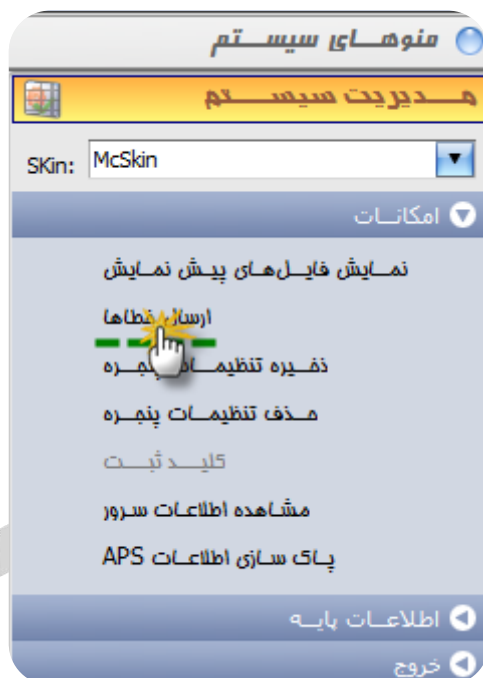 منوهای سیستم
مدیریت سیستم
SKin: McSkin
امکانات
نمایش فایل‌های پیش نمایش
ارسال خطاها
ذخیره تنظیمات پنجره
حذف تنظیمات پنجره
کلید ثبت
مشاهده اطلاعات سرور
پاک سازی اطلاعات APS
اطلاعات پایه
خروج